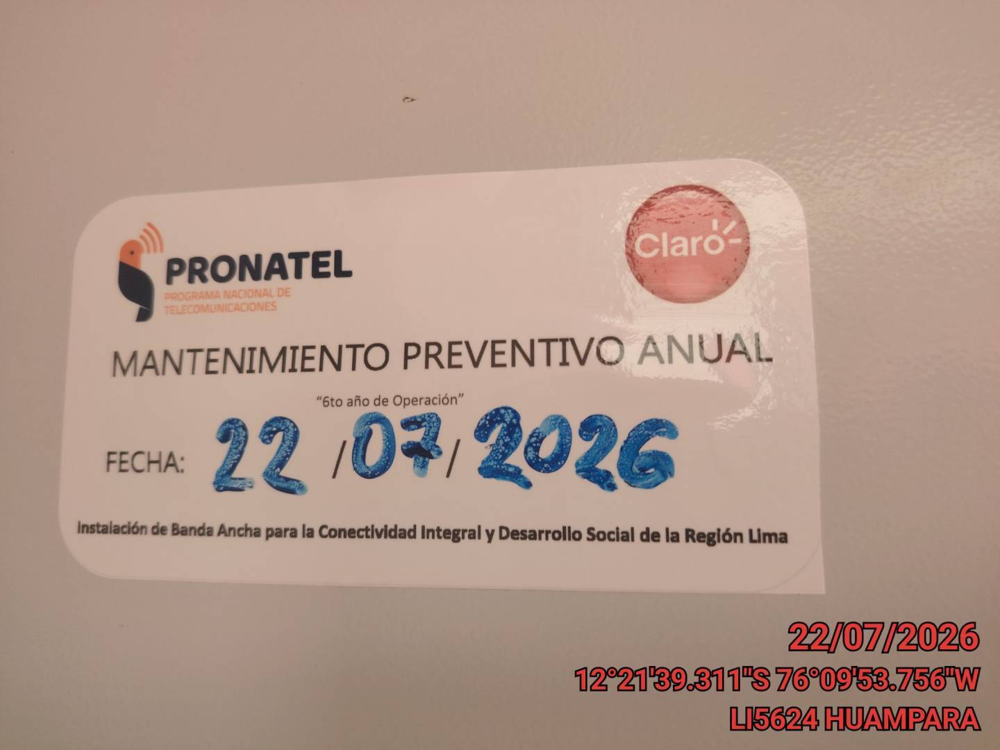 PRONATEL
PROGRAMA NACIONAL DE
TELECOMUNICACIONES
Claro
MANTENIMIENTO PREVENTIVO ANUAL
“6to año de Operación”
FECHA: 22/07/2026
Instalación de Banda Ancha para la Conectividad Integral y Desarrollo Social de la Región Lima
22/07/2026
12°21'39.311"S 76°09'53.756"W
LI5624 HUAMPARA